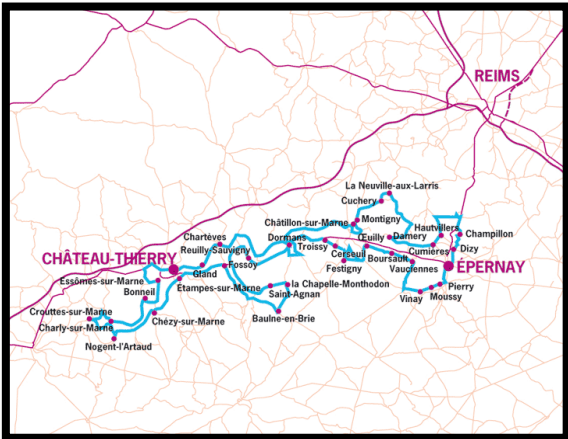 REIMS
La Neuville-aux-Larris
Cuchery
Châtillon-sur-Marne
Montigny
Hautvillers
Champillon
Chartèves
Dormans
Œuilly
Damery
Reuilly-Sauvigny
Troissy
Cumières
Dizy
CHÂTEAU-THIERRY
Cerseuil
Boursault
Gland
Fossoy
Festigny
Vauciennes
ÉPERNAY
Essômes-sur-Marne
Étampes-sur-Marne
la Chapelle-Monthodon
Bonneil
Saint-Agnan
Pierry
Vinay
Moussy
Crouttes-sur-Marne
Baulne-en-Brie
Chézy-sur-Marne
Charly-sur-Marne
Nogent-l'Artaud